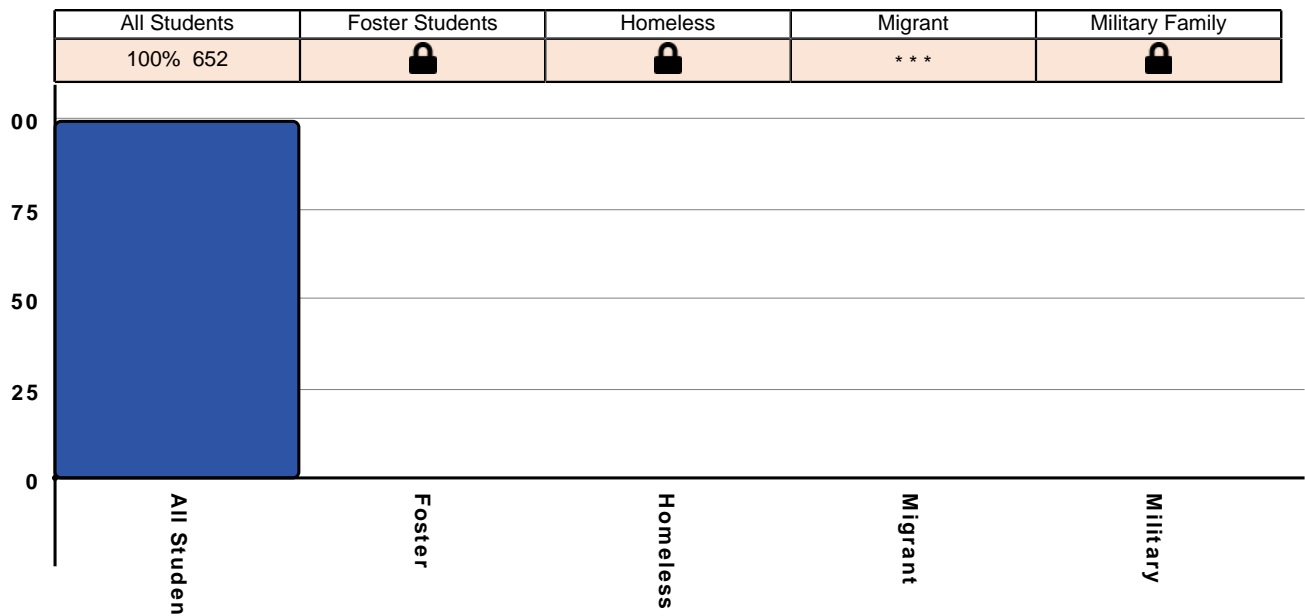 All Students Foster Students Homeless Migrant Military Family
100% 652 * * *
00
75
50
25
0
All Studen
Foster
Homeless
Migrant
Military